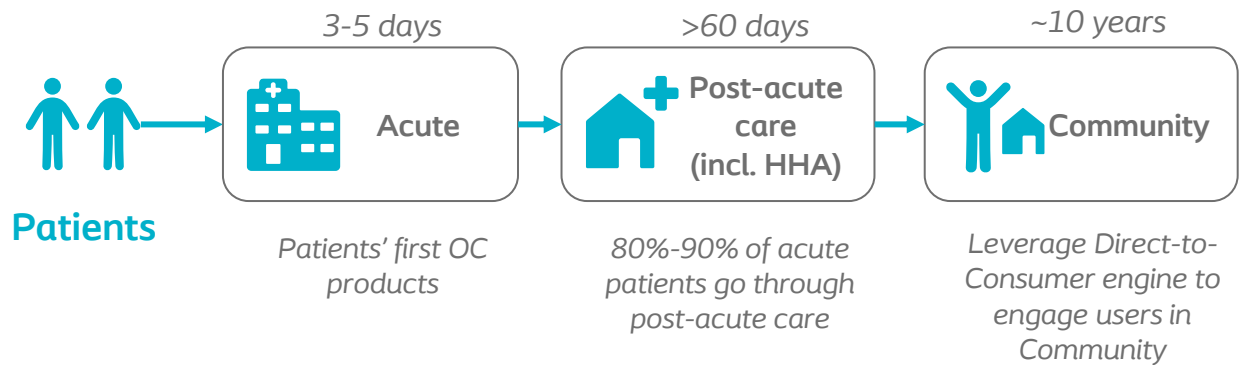 3-5 days
>60 days
~10 years
Patients
Acute
Post-acute
care
(incl. HHA)
Community
Patients' first OC
products
80%-90% of acute
patients go through
post-acute care
Leverage Direct-to-
Consumer engine to
engage users in
Community